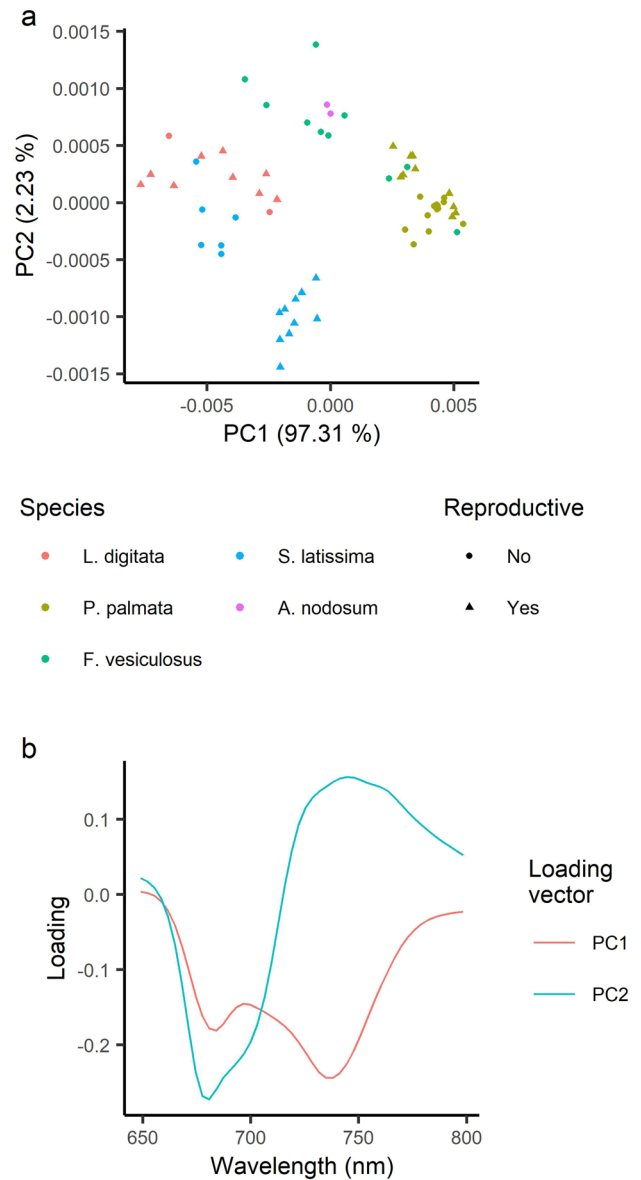 a
0.0015
0.0010
0.0005
0.0000
-0.0005
-0.0010
-0.0015
PC2 (2.23 %)
-0.005 0.000 0.005
PC1 (97.31 %)
Species Reproductive
L. digitata S. latissima No
P. palmata A. nodosum Yes
F. vesiculosus
b
0.1
0.0
-0.1
-0.2
Loading
650 700 750 800
Wavelength (nm)
Loading
vector
PC1
PC2